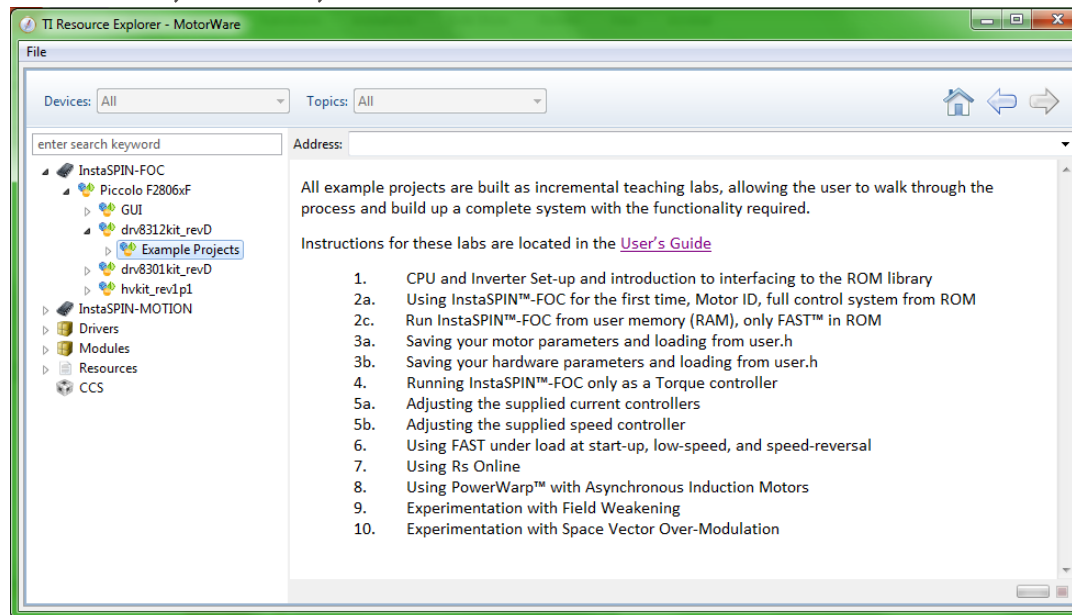 TI Resource Explorer - MotorWare
File
Devices: All
Topics: All
enter search keyword
Address:
InstaSPIN-FOC
Piccolo F2806xF
GUI
drv8312kit_revD
Example Projects
drv8301kit_revD
hvkit_rev1p1
InstaSPIN-MOTION
Drivers
Modules
Resources
CCS
All example projects are built as incremental teaching labs, allowing the user to walk through the
process and build up a complete system with the functionality required.
Instructions for these labs are located in the User's Guide
1. CPU and Inverter Set-up and introduction to interfacing to the ROM library
2a. Using InstaSPIN™-FOC for the first time, Motor ID, full control system from ROM
2c. Run InstaSPIN™-FOC from user memory (RAM), only FAST™ in ROM
3a. Saving your motor parameters and loading from user.h
3b. Saving your hardware parameters and loading from user.h
4. Running InstaSPIN™-FOC only as a Torque controller
5a. Adjusting the supplied current controllers
5b. Adjusting the supplied speed controller
6. Using FAST under load at start-up, low-speed, and speed-reversal
7. Using Rs Online
8. Using PowerWarp™ with Asynchronous Induction Motors
9. Experimentation with Field Weakening
10. Experimentation with Space Vector Over-Modulation